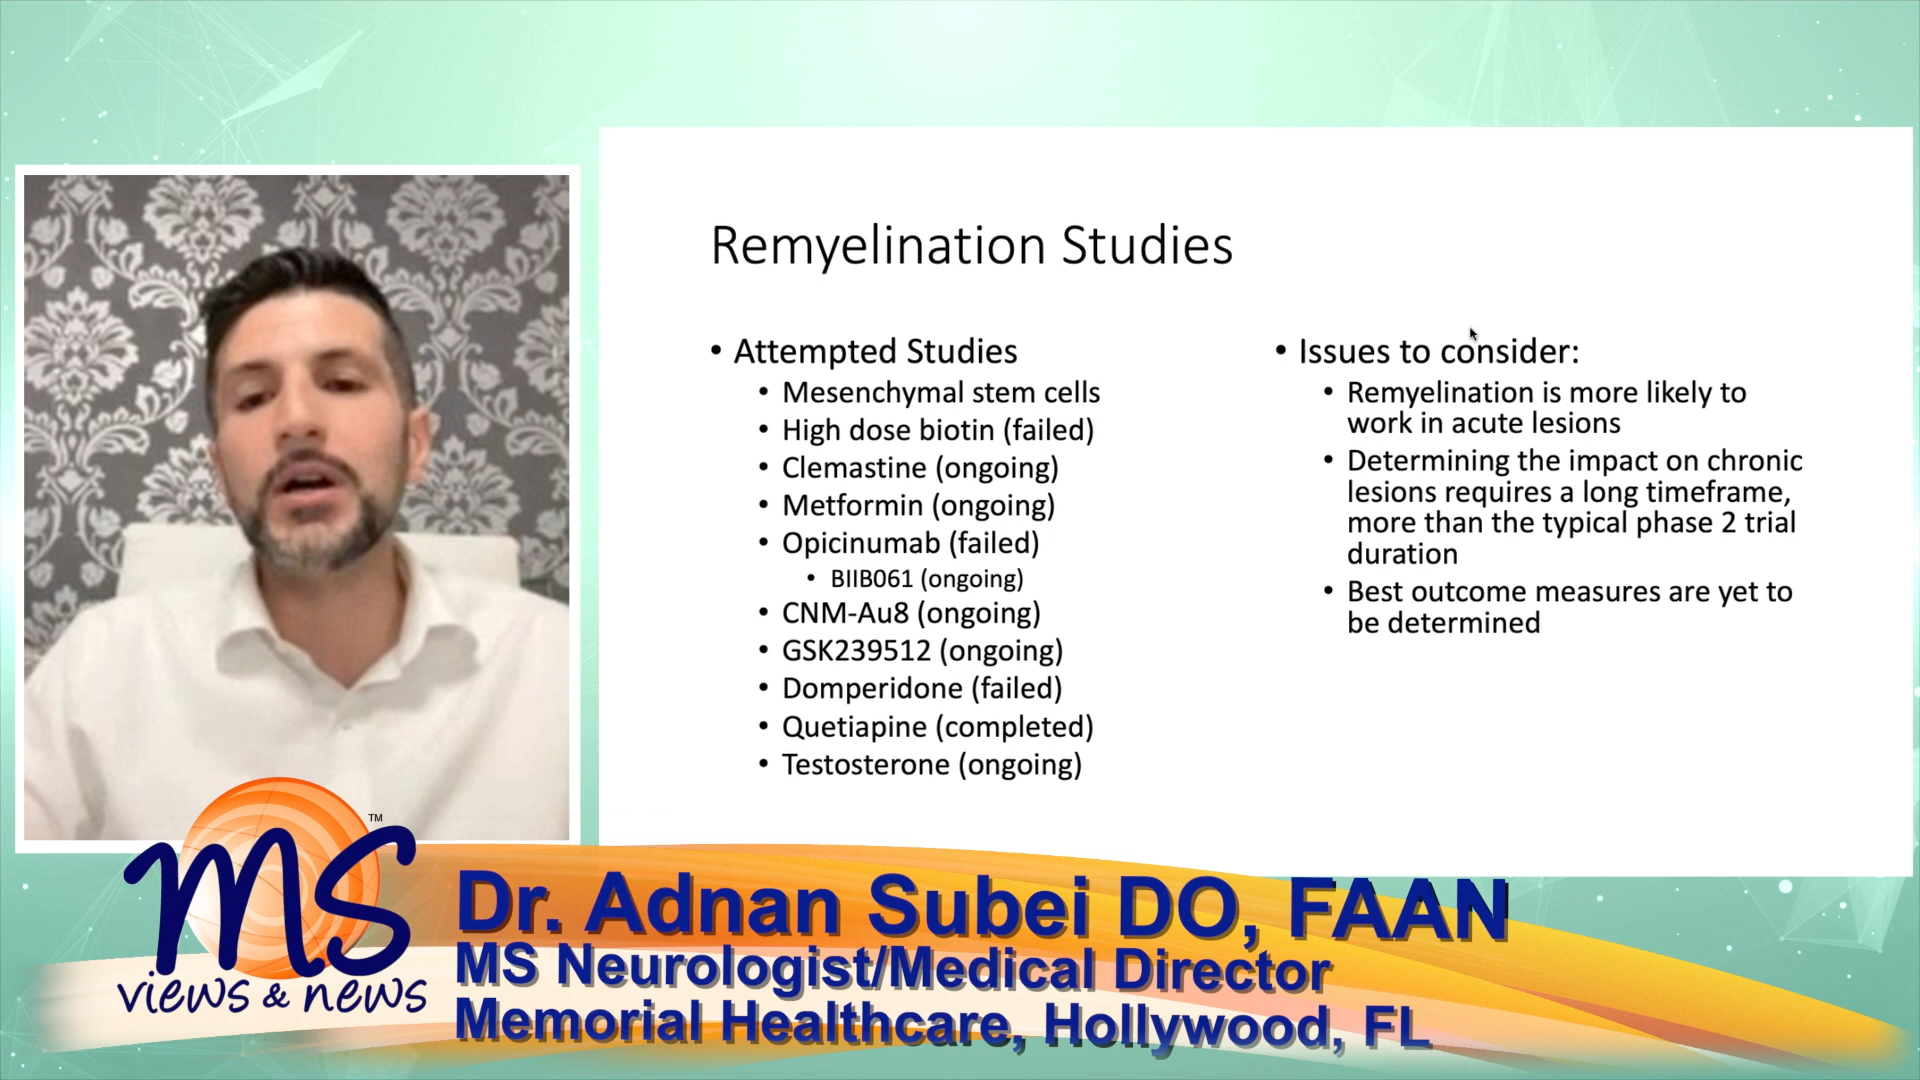 Remyelination Studies
• Attempted Studies
• Mesenchymal stem cells
• High dose biotin (failed)
• Clemastine (ongoing)
• Metformin (ongoing)
• Opicinumab (failed)
• BIIB061 (ongoing)
• CNM-Au8 (ongoing)
• GSK239512 (ongoing)
• Domperidone (failed)
• Quetiapine (completed)
• Testosterone (ongoing)
• Issues to consider:
• Remyelination is more likely to
work in acute lesions
• Determining the impact on chronic
lesions requires a long timeframe,
more than the typical phase 2 trial
duration
• Best outcome measures are yet to
be determined
MS™
views & news
Dr. Adnan Subei DO, FAAN
MS Neurologist/Medical Director
Memorial Healthcare, Hollywood, FL